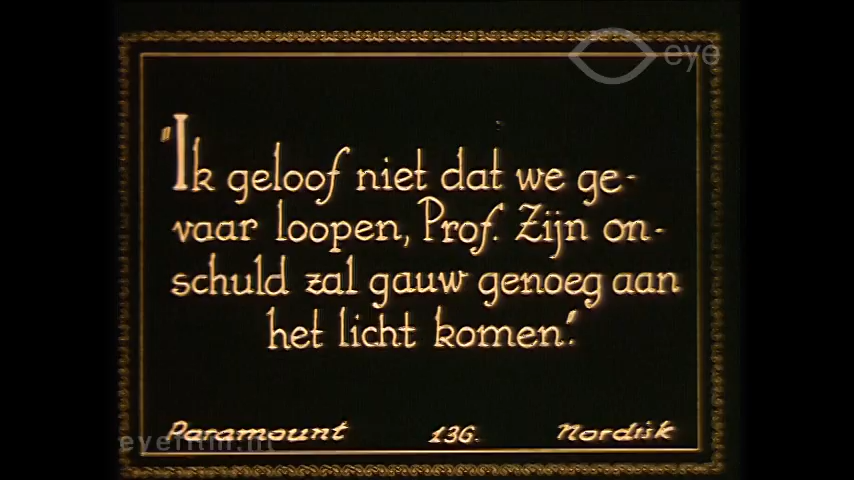 eye
"Ik geloof niet dat we ge-
vaar loopen, Prof. Zijn on-
schuld zal gauw genoeg aan
het licht komen."
Paramount 136. Nordisk
eyefilm.nl